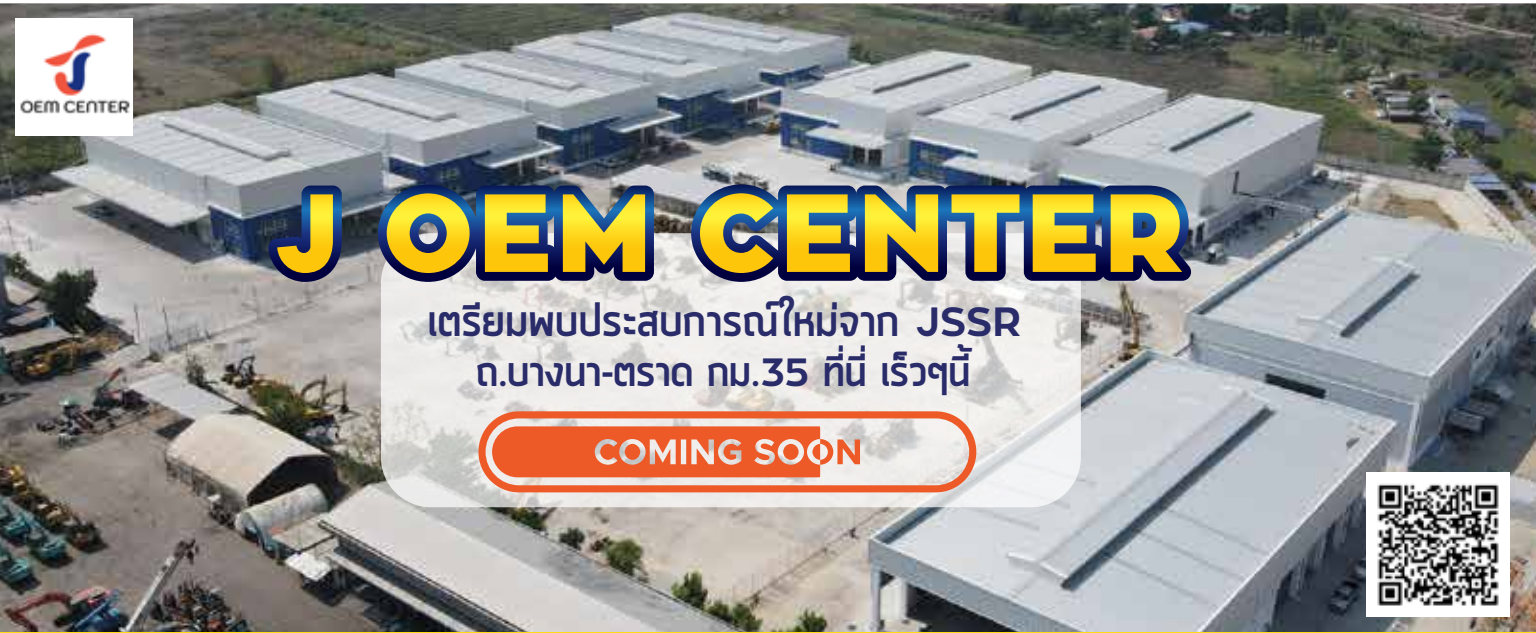 OEM CENTER
J OEM CENTER
เตรียมพบประสบการณ์ใหม่จาก JSSR
ถ.บางนา-ตราด กม.35 ที่นี่ เร็วๆนี้
COMING SOON